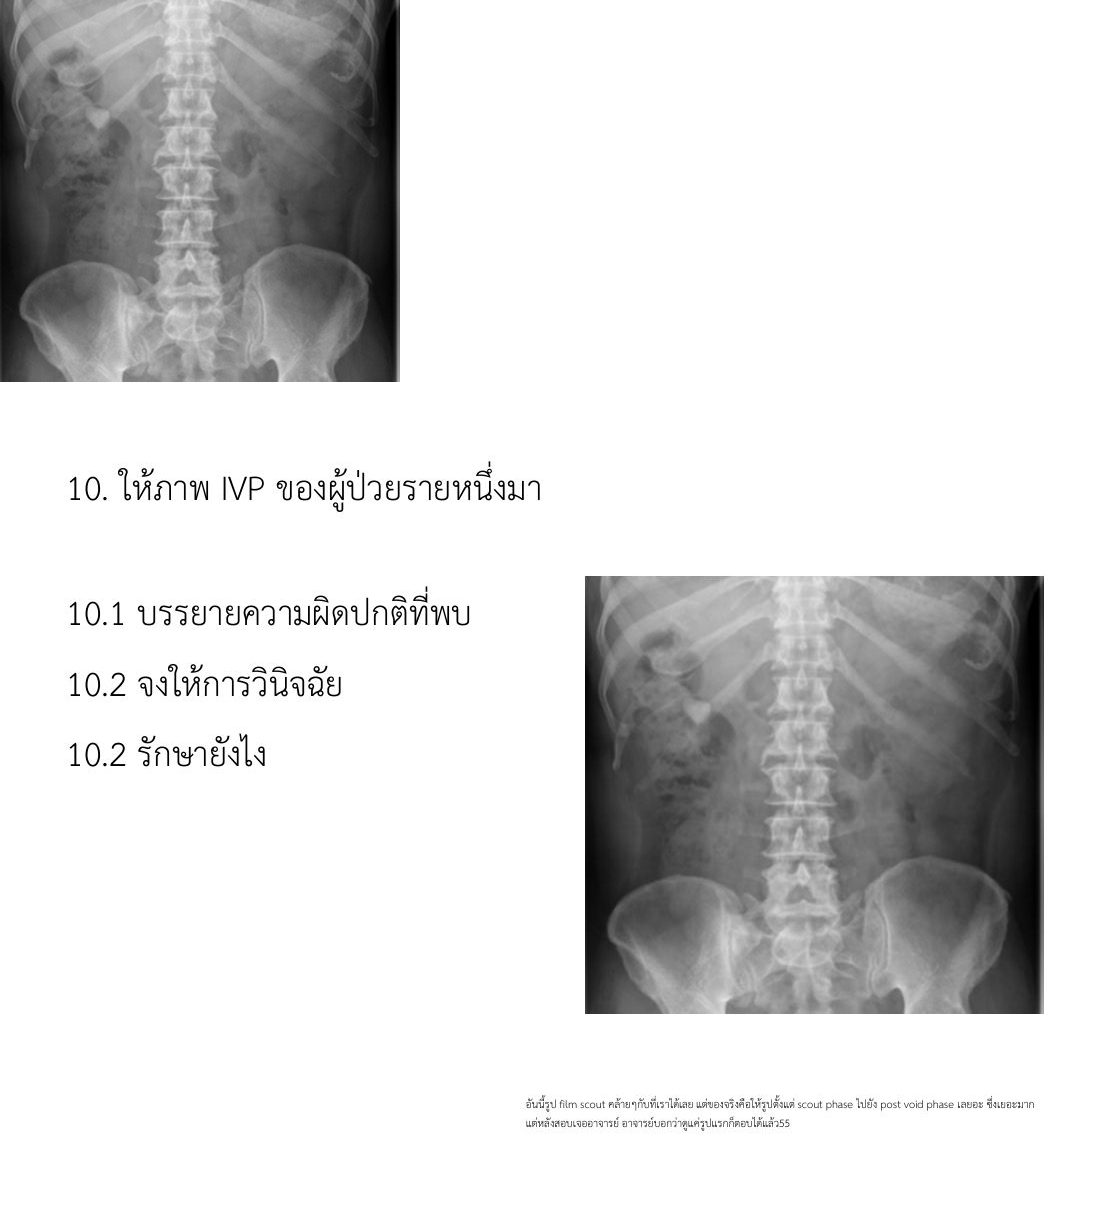 10. ให้ภาพ IVP ของผู้ป่วยรายหนึ่งมา
10.1 บรรยายความผิดปกติที่พบ
10.2 จงให้การวินิจฉัย
10.2 รักษายังไง
อันนี้รูป film scout คล้ายๆกับที่เราได้เลย แต่ของจริงคือให้รูปตั้งแต่ scout phase ไปยัง post void phase เลยอะ ซึ่งเยอะมาก
แต่หลังสอบเจออาจารย์ อาจารย์บอกว่าดูแค่รูปแรกก็ตอบได้แล้ว55